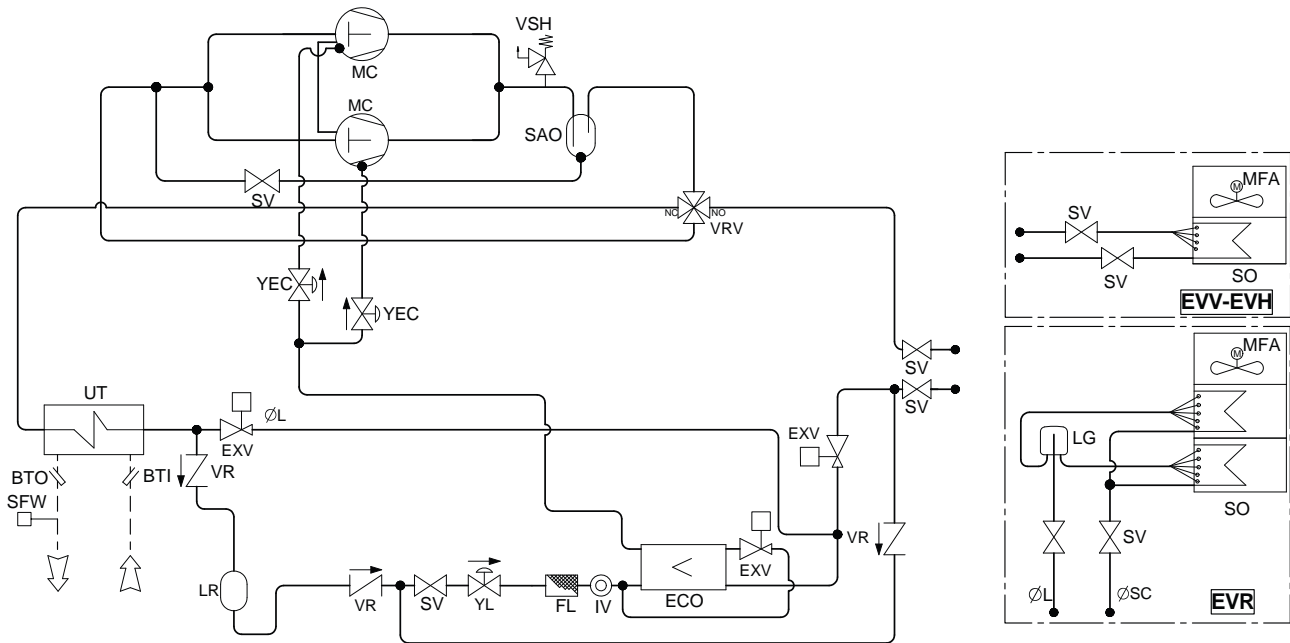 VSH
MC
MC
SAO
SV
NC
NO
VRV
YEC
YEC
SV
SV
UT
ØL
EXV
EXV
BTO
BTI
VR
SFW
VR
EXV
LR
VR
SV
YL
FL
IV
ECO
M
MFA
SV
SV
SO
EVV-EVH
M
MFA
LG
SO
SV
ØL
ØSC
EVR